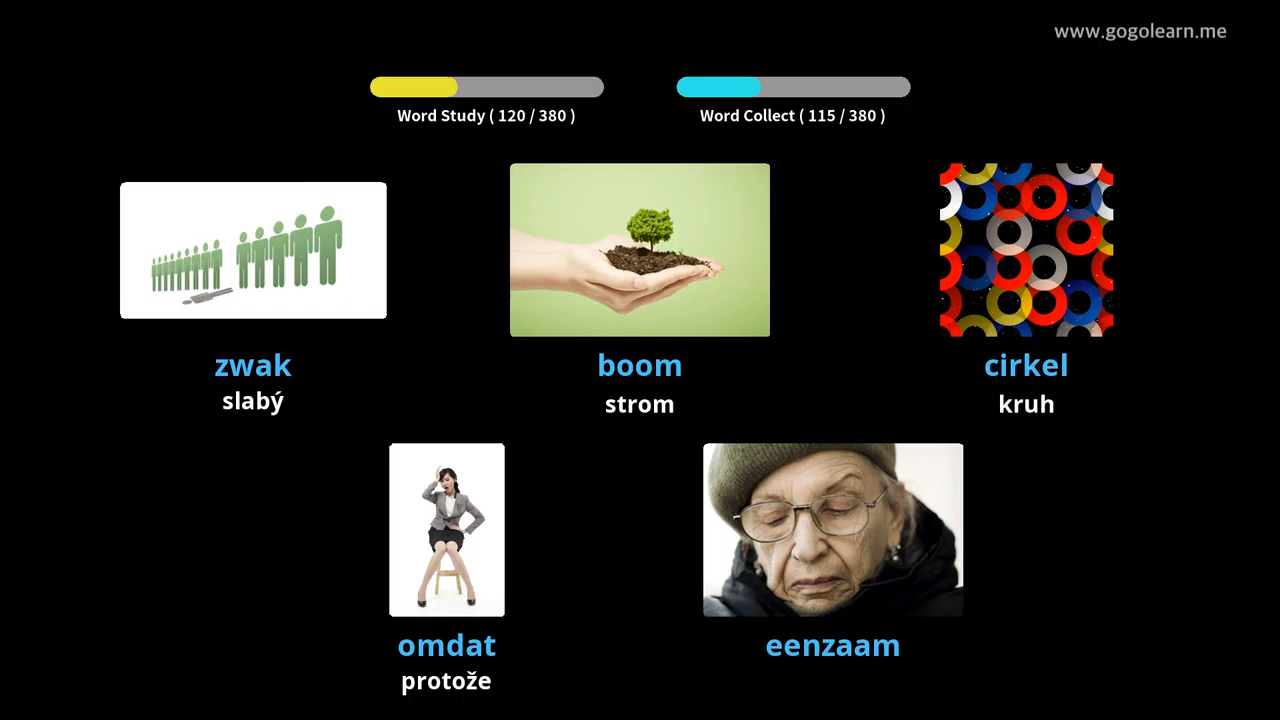 www.gogolearn.me
Word Study ( 120 / 380 )
Word Collect ( 115 / 380 )
zwak
slabý
boom
strom
cirkel
kruh
omdat
protože
eenzaam